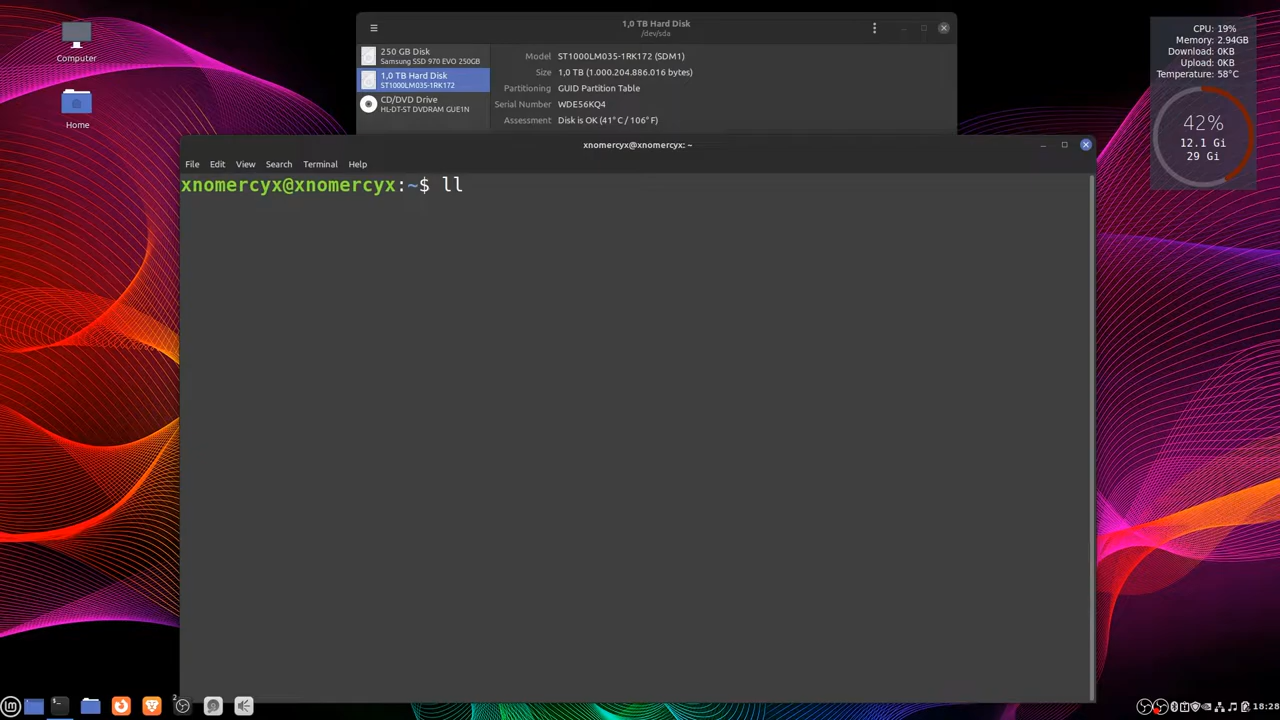 Computer
Home
1,0 TB Hard Disk
/dev/sda
250 GB Disk
Samsung SSD 970 EVO 250GB
1,0 TB Hard Disk
ST1000LM035-1RK172
CD/DVD Drive
HL-DT-ST DVDRAM GUE1N
Model ST1000LM035-1RK172 (SDM1)
Size 1,0 TB (1.000.204.886.016 bytes)
Partitioning GUID Partition Table
Serial Number WDE56KQ4
Assessment Disk is OK (41° C / 106° F)
CPU: 19%
Memory: 2.94GB
Download: 0KB
Upload: 0KB
Temperature: 58°C
42%
12.1 Gi
29 Gi
xnomercyx@xnomercyx: ~
File Edit View Search Terminal Help
xnomercyx@xnomercyx:~$ ll
lm
2
18:28